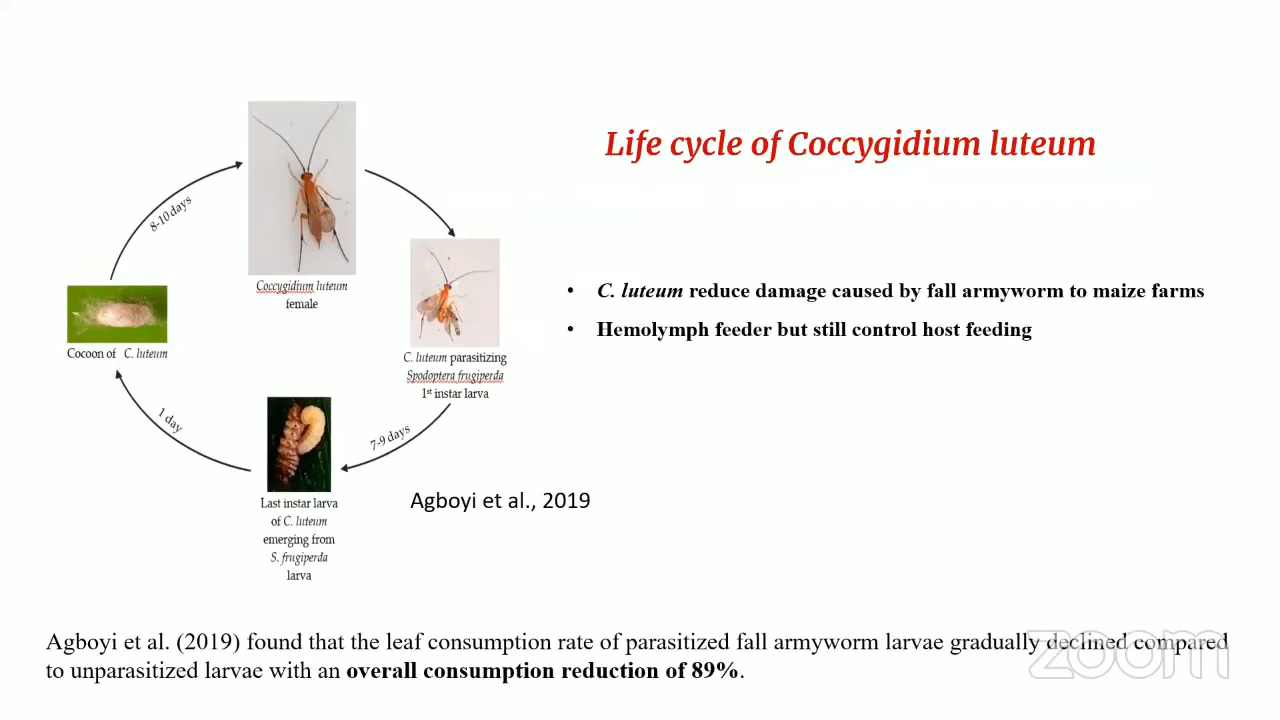 Life cycle of Coccygidium luteum
8-10 days
Coccygidium luteum
female
Cocoon of C. luteum
C. luteum parasitizing
Spodoptera frugiperda
1st instar larva
1 day
7-9 days
Last instar larva
of C. luteum
emerging from
S. frugiperda
larva
Agboyi et al., 2019
• C. luteum reduce damage caused by fall armyworm to maize farms
• Hemolymph feeder but still control host feeding
Agboyi et al. (2019) found that the leaf consumption rate of parasitized fall armyworm larvae gradually declined compared
to unparasitized larvae with an overall consumption reduction of 89%.
zoom